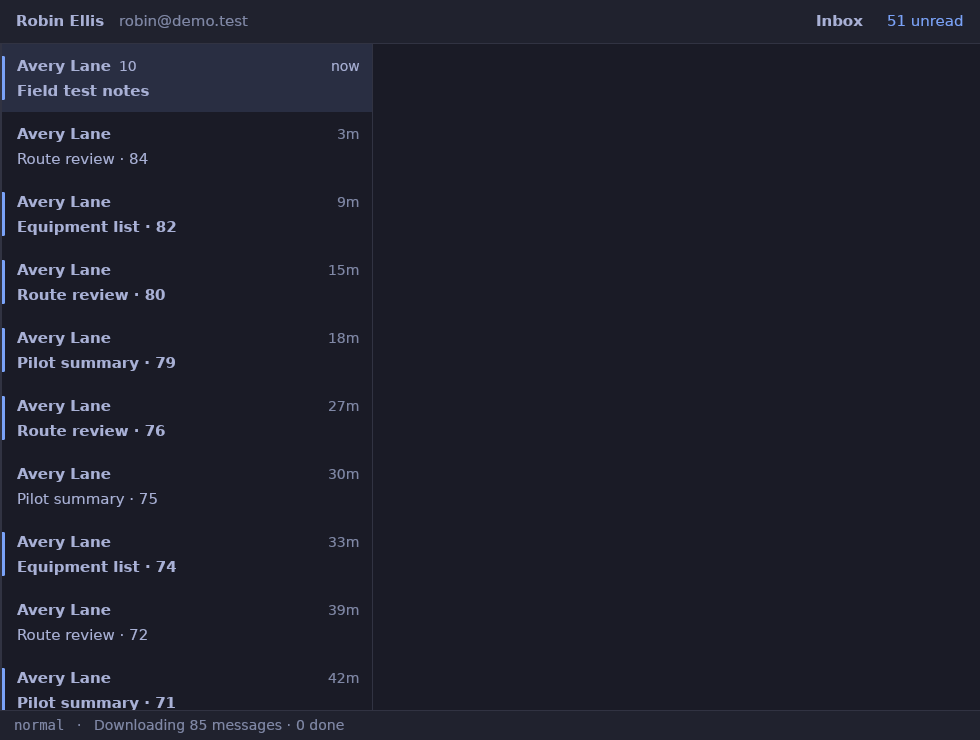 Robin Ellis robin@demo.test Inbox 51 unread
Avery Lane 10 now
Field test notes
Avery Lane 3m
Route review · 84
Avery Lane 9m
Equipment list · 82
Avery Lane 15m
Route review · 80
Avery Lane 18m
Pilot summary · 79
Avery Lane 27m
Route review · 76
Avery Lane 30m
Pilot summary · 75
Avery Lane 33m
Equipment list · 74
Avery Lane 39m
Route review · 72
Avery Lane 42m
Pilot summary · 71
normal · Downloading 85 messages · 0 done